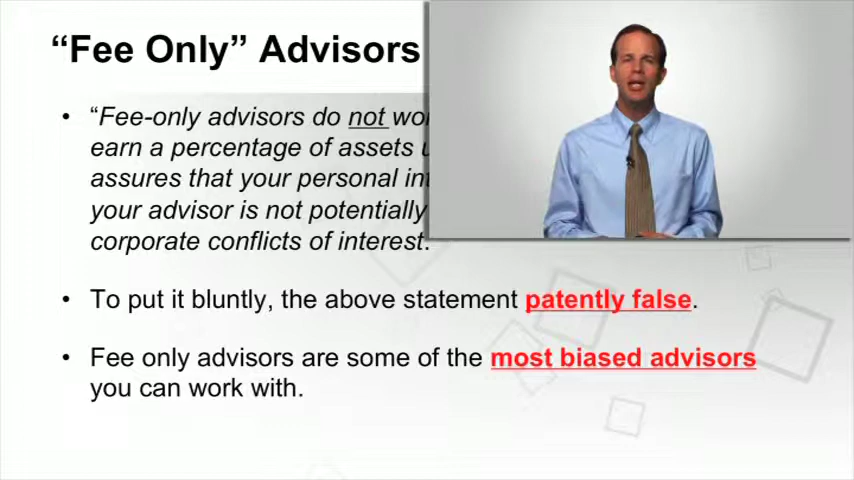 “Fee Only” Advisors
• “Fee-only advisors do not
earn a percentage of assets
assures that your personal
your advisor is not potentially
corporate conflicts of interest.
• To put it bluntly, the above statement patently false.
• Fee only advisors are some of the most biased advisors
you can work with.